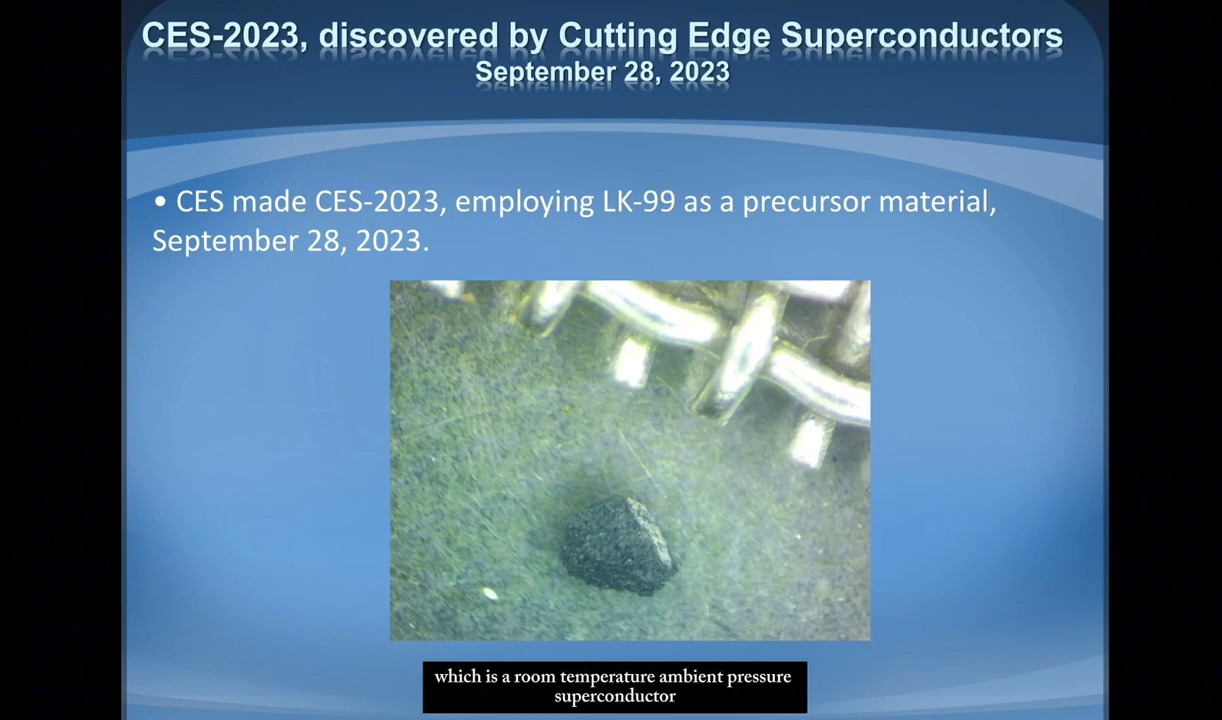 CES-2023, discovered by Cutting Edge Superconductors
September 28, 2023
• CES made CES-2023, employing LK-99 as a precursor material,
September 28, 2023.
which is a room temperature ambient pressure
superconductor